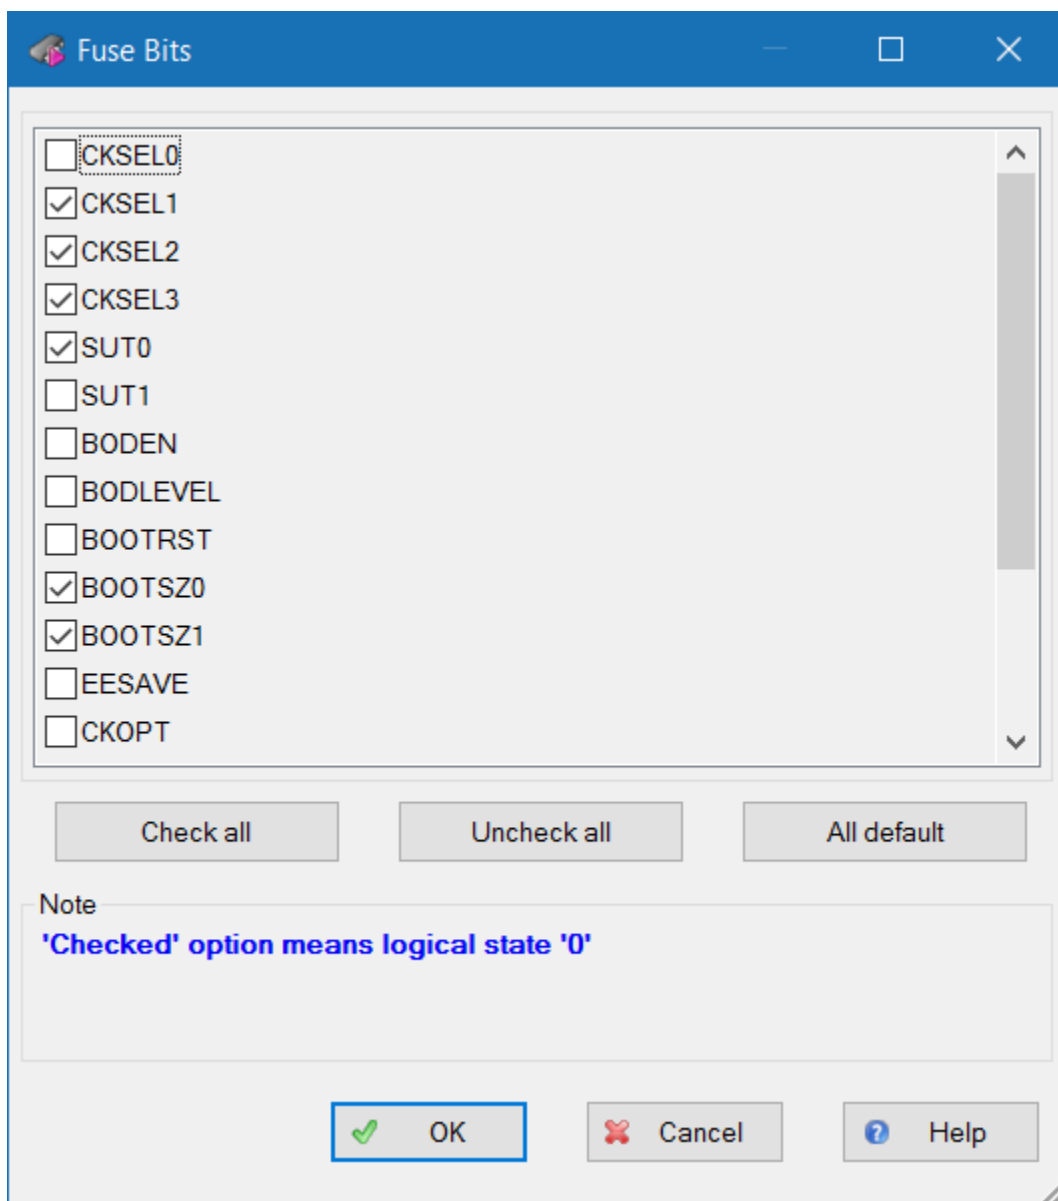 Fuse Bits
CKSEL0
CKSEL1
CKSEL2
CKSEL3
SUT0
SUT1
BODEN
BODLEVEL
BOOTRST
BOOTSZ0
BOOTSZ1
EESAVE
CKOPT
Check all Uncheck all All default
Note
'Checked' option means logical state '0'
OK Cancel Help